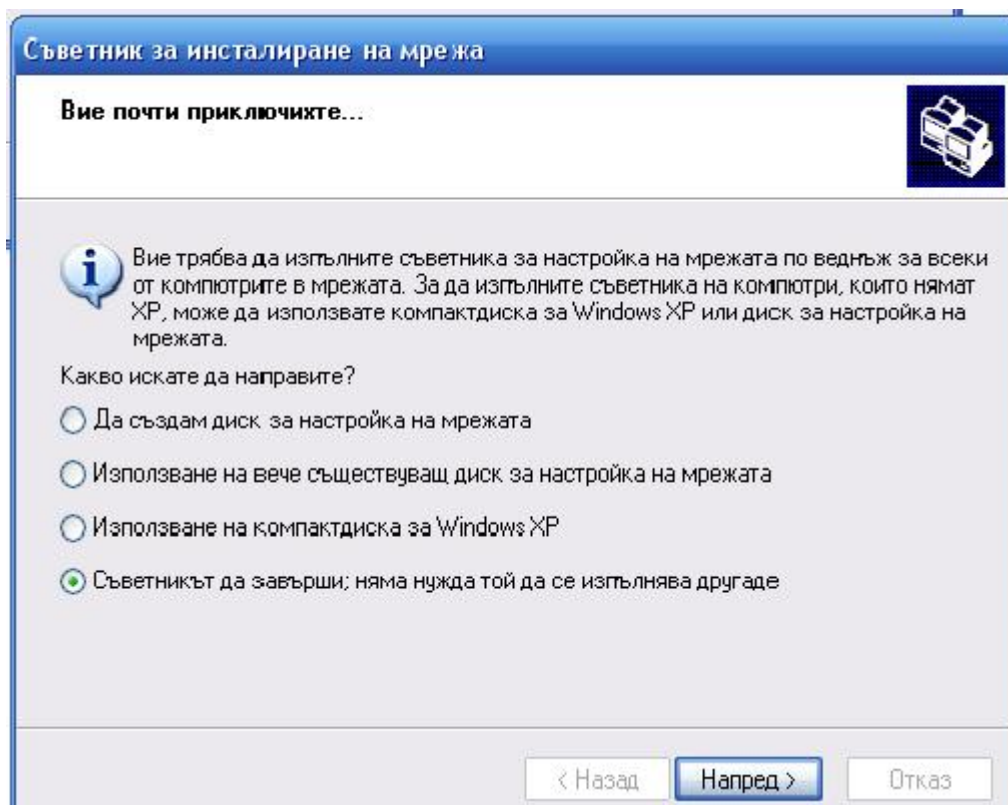 Съветник за инсталиране на мрежа
Вие почти приключихте...
Вие трябва да изпълните съветника за настройка на мрежата по веднъж за всеки
от компютрите в мрежата. За да изпълните съветника на компютри, които нямат
XP, може да използвате компактдиска за Windows XP или диск за настройка на
мрежата.
Какво искате да направите?
Да създам диск за настройка на мрежата
Използване на вече съществуващ диск за настройка на мрежата
Използване на компактдиска за Windows XP
Съветникът да завърши; няма нужда той да се изпълнява другаде
< Назад Напред > Отказ